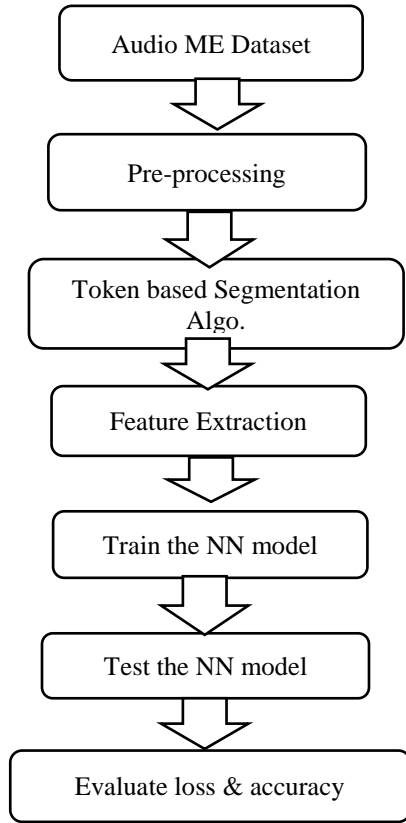 Audio ME Dataset
Pre-processing
Token based Segmentation
Algo.
Feature Extraction
Train the NN model
Test the NN model
Evaluate loss & accuracy